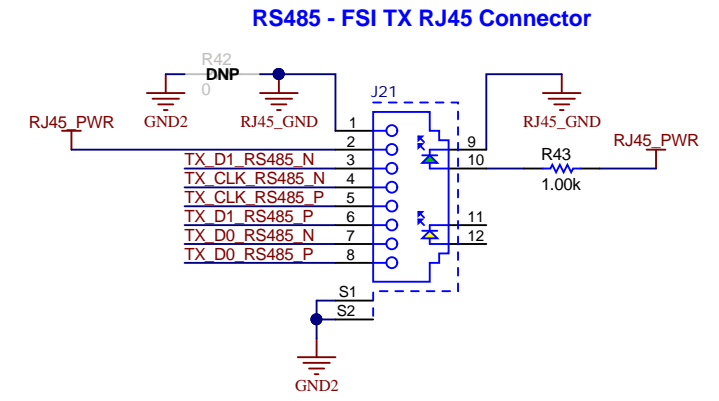 RS485 - FSI TX RJ45 Connector
R42
DNP
0
GND2
RJ45_GND
RJ45_PWR
J21
RJ45_GND
RJ45_PWR
R43
1.00k
1
2
TX_D1_RS485_N 3
TX_CLK_RS485_N 4
TX_CLK_RS485_P 5
TX_D1_RS485_P 6
TX_D0_RS485_N 7
TX_D0_RS485_P 8
9
10
11
12
S1
S2
GND2